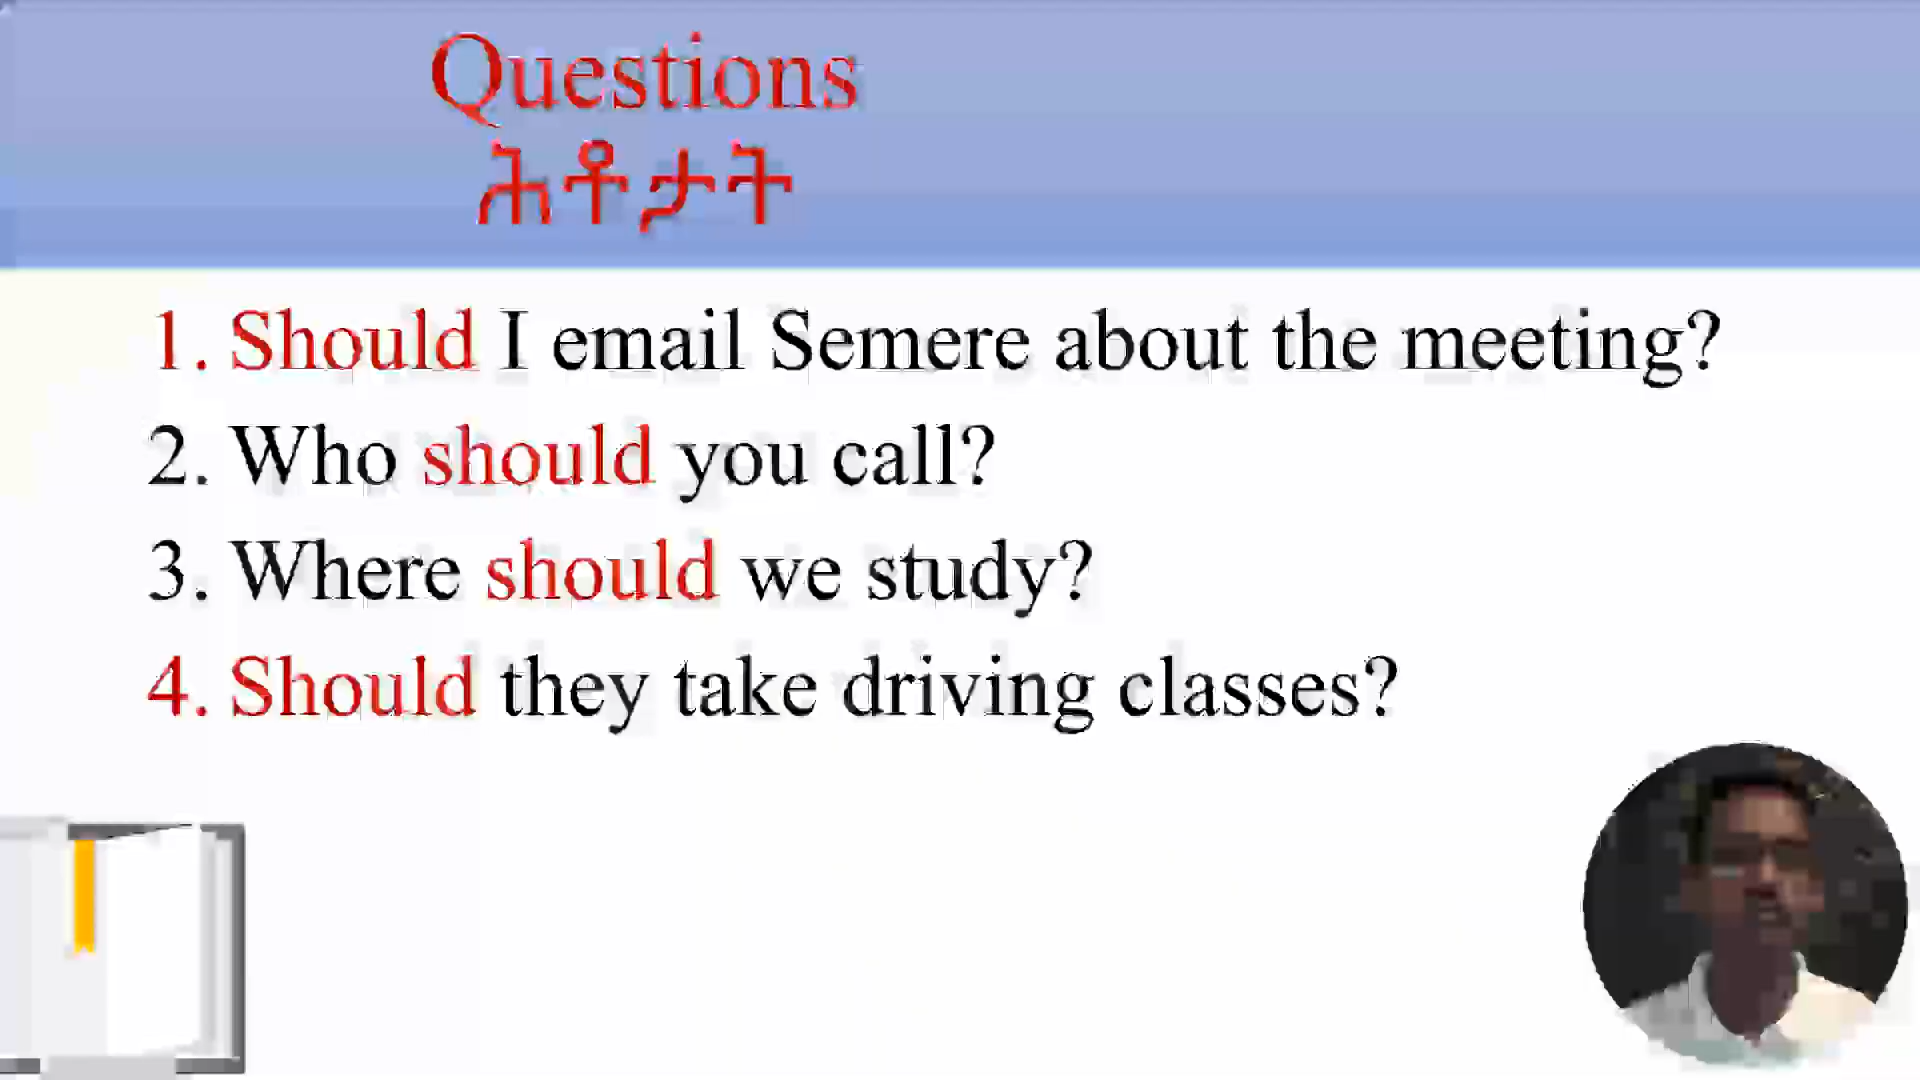 Questions
ሕቶታት
1. Should I email Semere about the meeting?
2. Who should you call?
3. Where should we study?
4. Should they take driving classes?